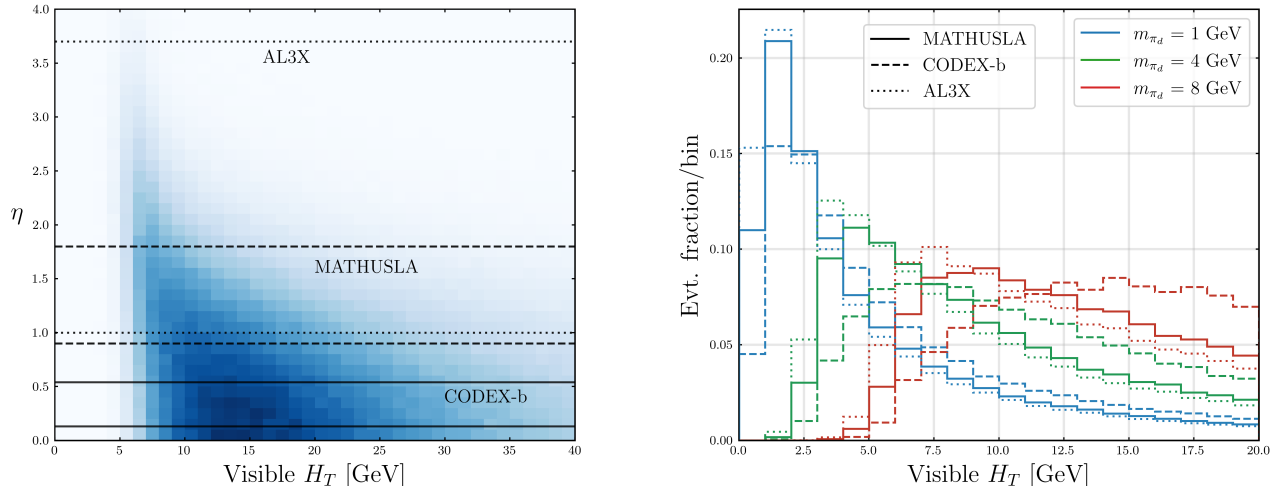 4.0
3.5
3.0
2.5
2.0
1.5
1.0
0.5
0.0
η
AL3X
MATHUSLA
CODEX-b
0
5
10
15
20
25
30
35
40
Visible H_T [GeV]
0.20
0.15
0.10
0.05
0.00
Evt. fraction/bin
MATHUSLA
CODEX-b
AL3X
m_{π_d} = 1 GeV
m_{π_d} = 4 GeV
m_{π_d} = 8 GeV
0.0
2.5
5.0
7.5
10.0
12.5
15.0
17.5
20.0
Visible H_T [GeV]